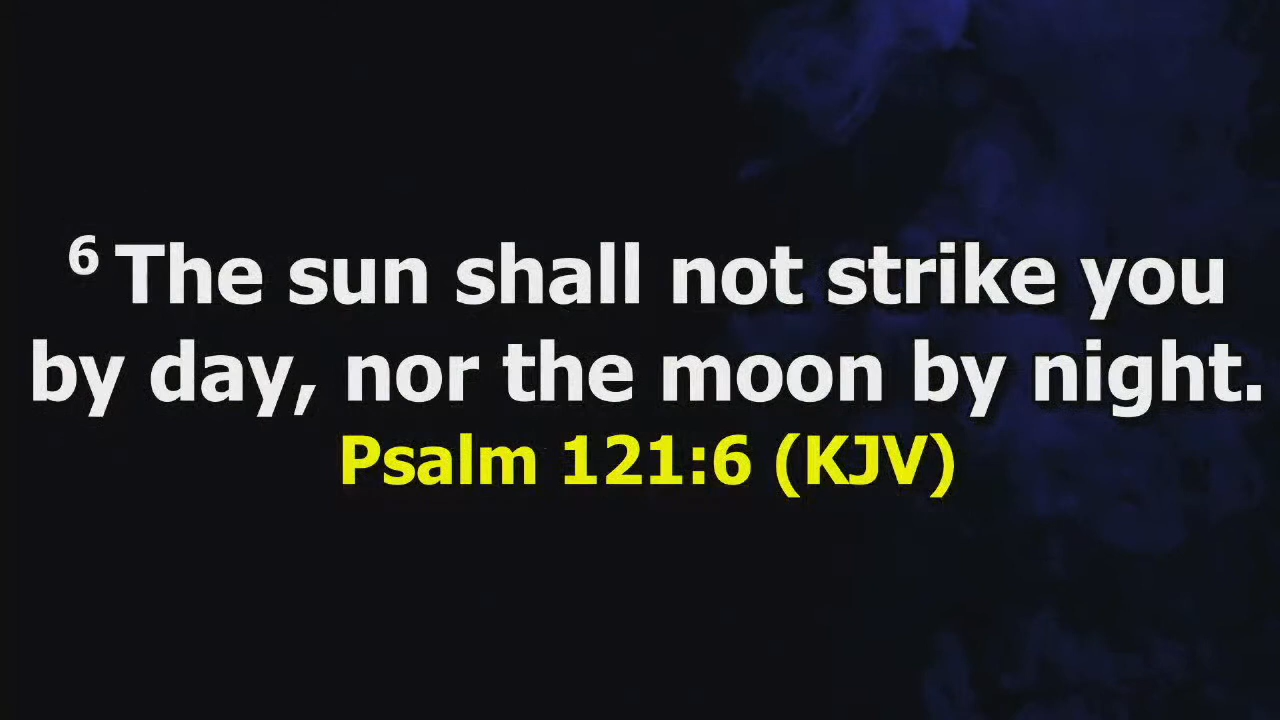 6 The sun shall not strike you
by day, nor the moon by night.
Psalm 121:6 (KJV)